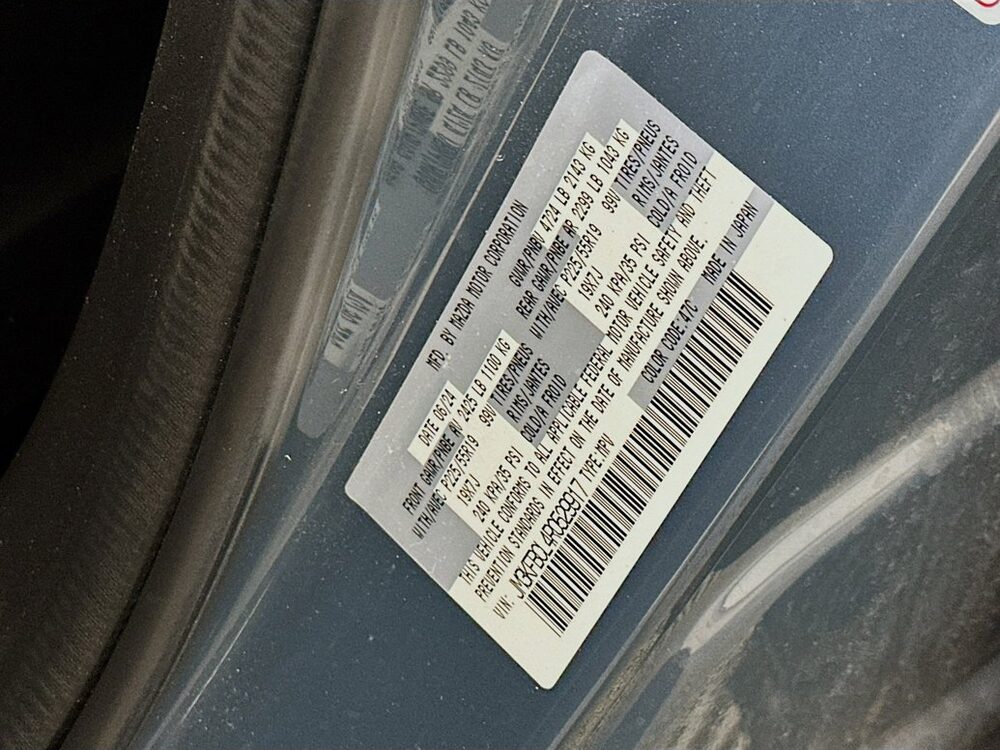 MFD. BY MAZDA MOTOR CORPORATION
DATE 06/24 GVWR/PNBV 4724 LB 2143 KG
FRONT GAWR/PNBE AV 2425 LB 1100 KG REAR GAWR/PNBE AR 2299 LB 1043 KG
WITH/AVEC P225/55R19 99V TIRES/PNEUS WITH/AVEC P225/55R19 99V TIRES/PNEUS
19X7J RIMS/JANTES 19X7J RIMS/JANTES
240 KPA/35 PSI COLD/A FROID 240 KPA/35 PSI COLD/A FROID
THIS VEHICLE CONFORMS TO ALL APPLICABLE FEDERAL MOTOR VEHICLE SAFETY AND THEFT
PREVENTION STANDARDS IN EFFECT ON THE DATE OF MANUFACTURE SHOWN ABOVE.
VIN: TYPE:MPV COLOR CODE:47C MADE IN JAPAN